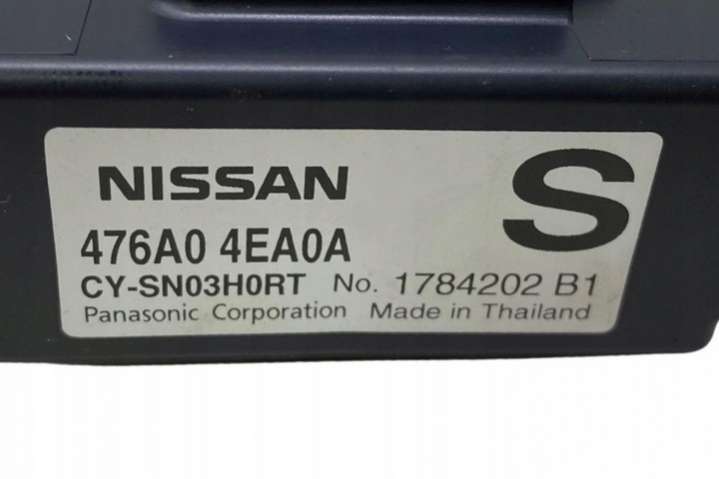 NISSAN
S
476A0 4EA0A
CY-SN03H0RT No. 1784202 B1
Panasonic Corporation Made in Thailand